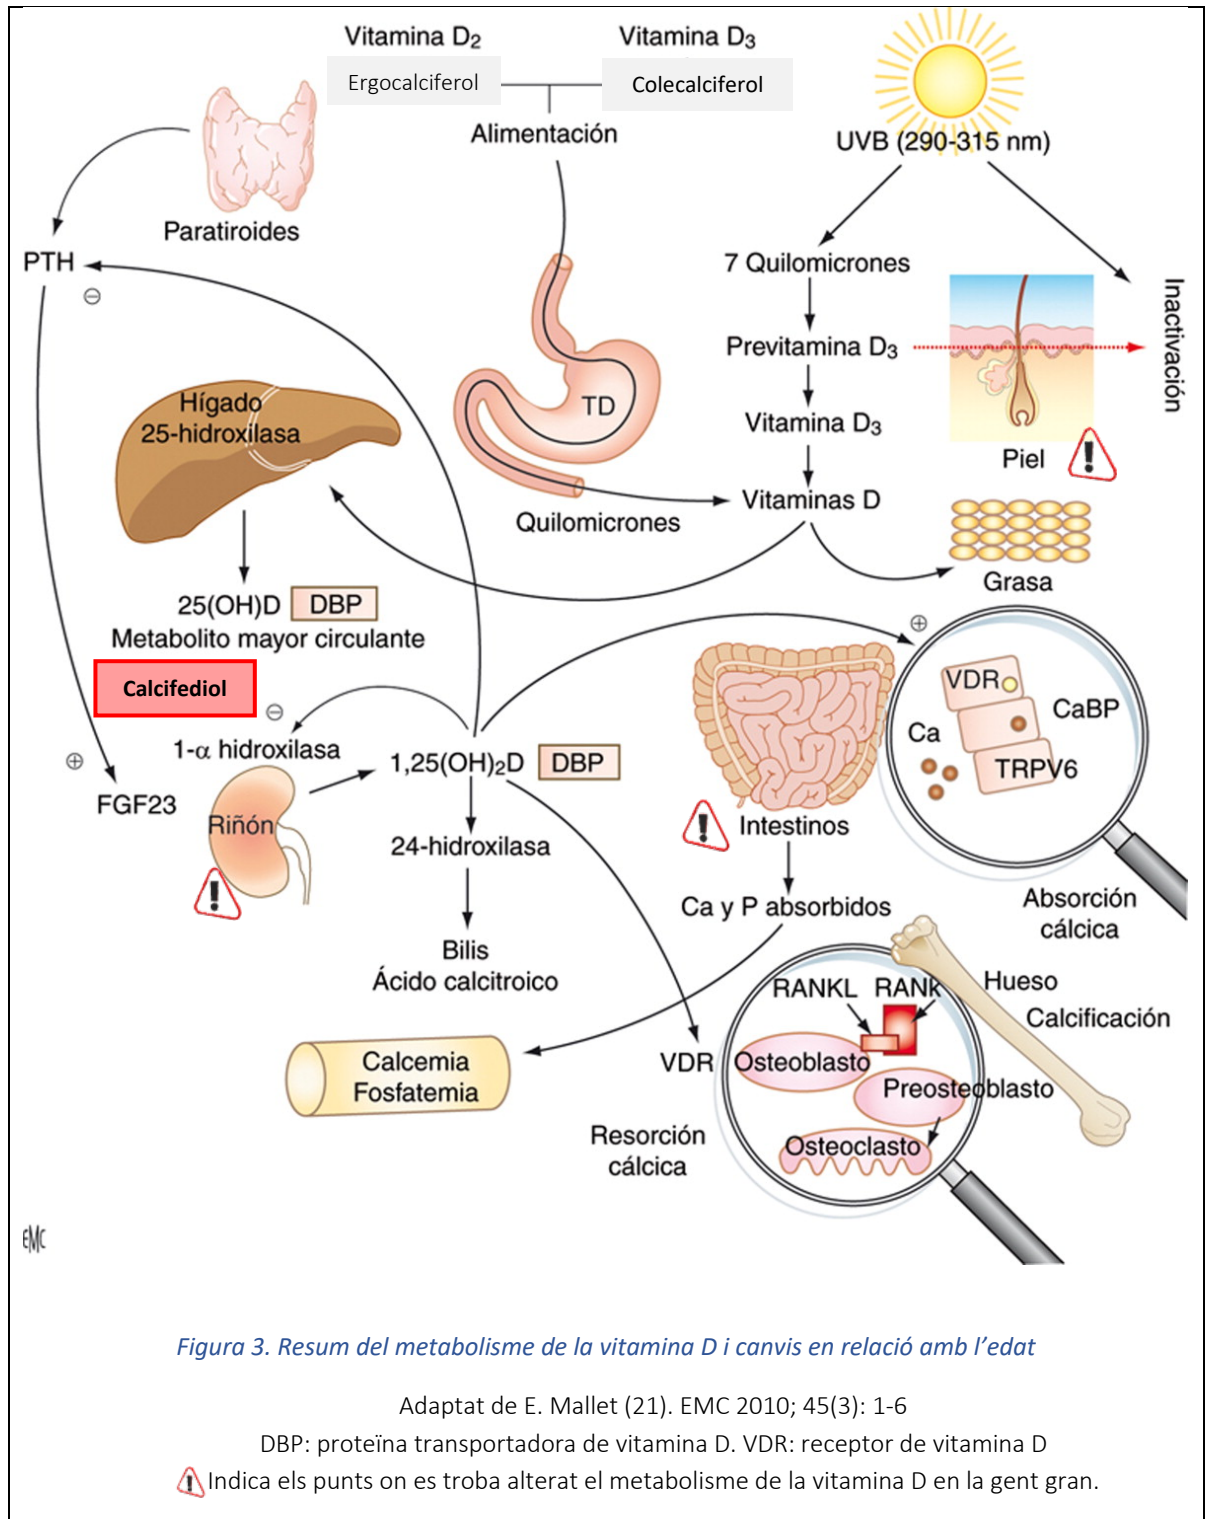 Vitamina D2
Vitamina D3
Ergocalciferol
Colecalciferol
Alimentación
UVB (290-315 nm)
Paratiroides
PTH
7 Quilomicrones
Inactivación
Previtamina D3
Hígado
25-hidroxilasa
TD
Vitamina D3
Piel
Quilomicrones
Vitaminas D
Grasa
25(OH)D
DBP
Metabolito mayor circulante
Calcifediol
⊖
⊕
⊖
1-α hidroxilasa
⊕
FGF23
Riñón
1,25(OH)2D
DBP
24-hidroxilasa
Bilis
Ácido calcitroico
VDR
CaBP
Ca
TRPV6
Intestinos
Ca y P absorbidos
Absorción
cálcica
Calcemia
Fosfatemia
RANKL
RANK
Hueso
Calcificación
VDR
Osteoblasto
Preosteoblasto
Osteoclasto
Resorción
cálcica
EMC
Figura 3. Resum del metabolisme de la vitamina D i canvis en relació amb l'edat
Adaptat de E. Mallet (21). EMC 2010; 45(3): 1-6
DBP: proteïna transportadora de vitamina D. VDR: receptor de vitamina D
Indica els punts on es troba alterat el metabolisme de la vitamina D en la gent gran.